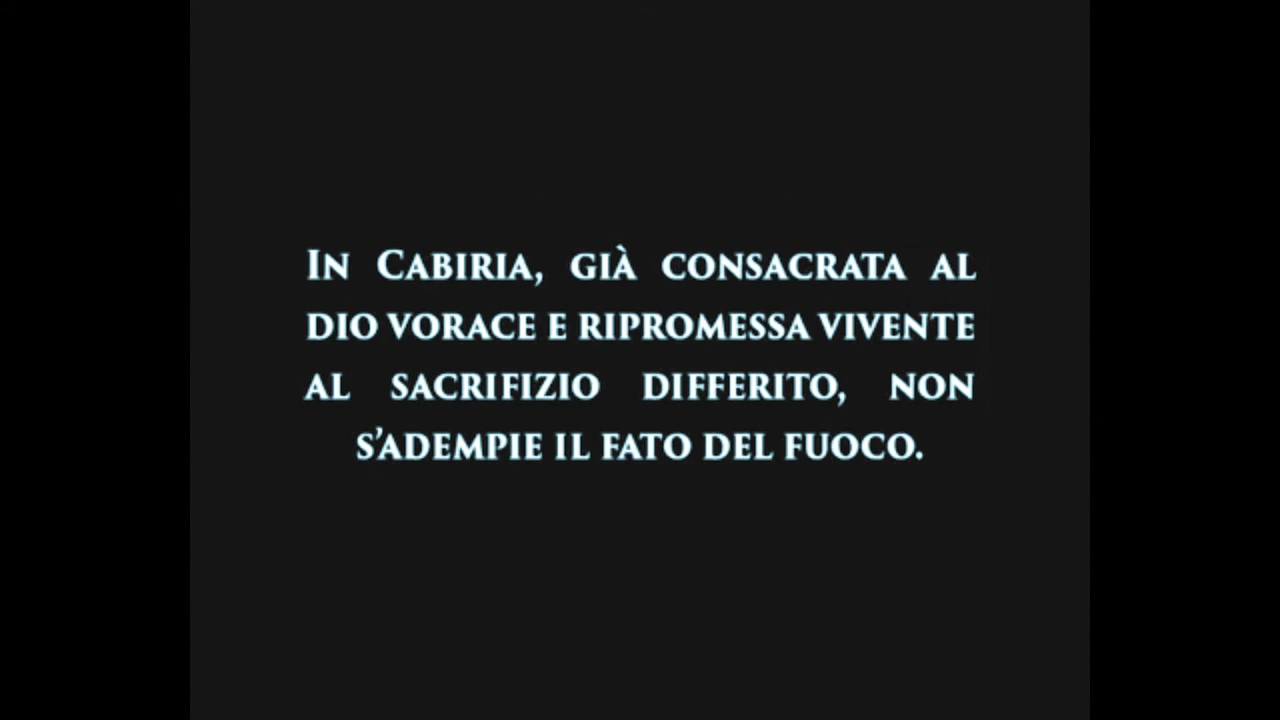 In Cabiria, già consacrata al
dio vorace e ripromessa vivente
al sacrifizio differito, non
s’adempie il fato del fuoco.